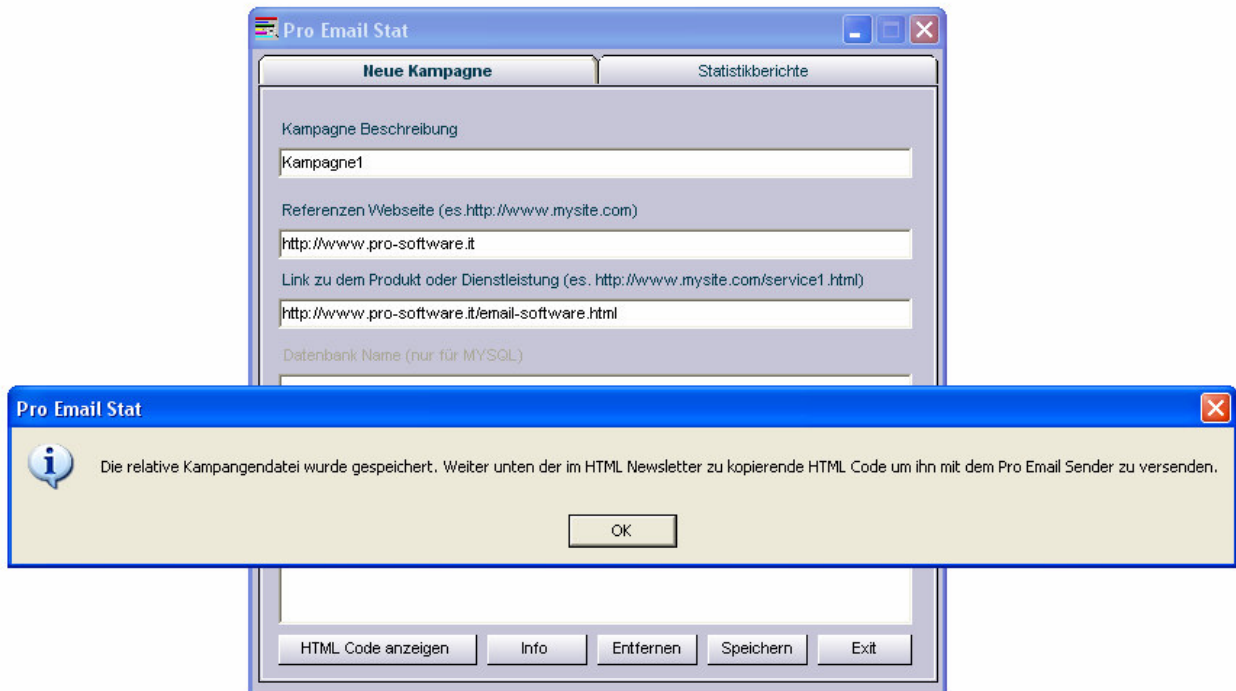 Pro Email Stat
Neue Kampagne
Statistikberichte
Kampagne Beschreibung
Kampagne1
Referenzen Webseite (es.http://www.mysite.com)
http://www.pro-software.it
Link zu dem Produkt oder Dienstleistung (es. http://www.mysite.com/service1.html)
http://www.pro-software.it/email-software.html
Datenbank Name (nur für MYSQL)
Pro Email Stat
Die relative Kampangendatei wurde gespeichert. Weiter unten der im HTML Newsletter zu kopierende HTML Code um ihn mit dem Pro Email Sender zu versenden.
OK
HTML Code anzeigen
Info
Entfernen
Speichern
Exit